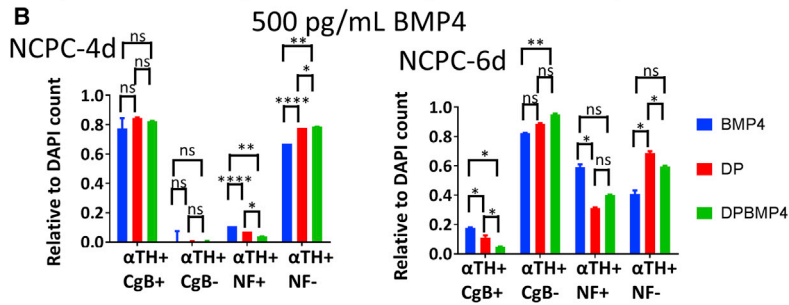 B
500 pg/mL BMP4
NCPC-4d
Relative to DAPI count
1.0
0.8
0.6
0.4
0.2
0.0
ns
ns
ns
ns
ns
ns
**
****
*
**
*
****
αTH+ αTH+ αTH+ αTH+
CgB+ CgB- NF+ NF-
NCPC-6d
Relative to DAPI count
1.0
0.8
0.6
0.4
0.2
0.0
*
*
*
**
ns
ns
ns
*
ns
ns
*
*
αTH+ αTH+ αTH+ αTH+
CgB+ CgB- NF+ NF-
BMP4
DP
DPBMP4